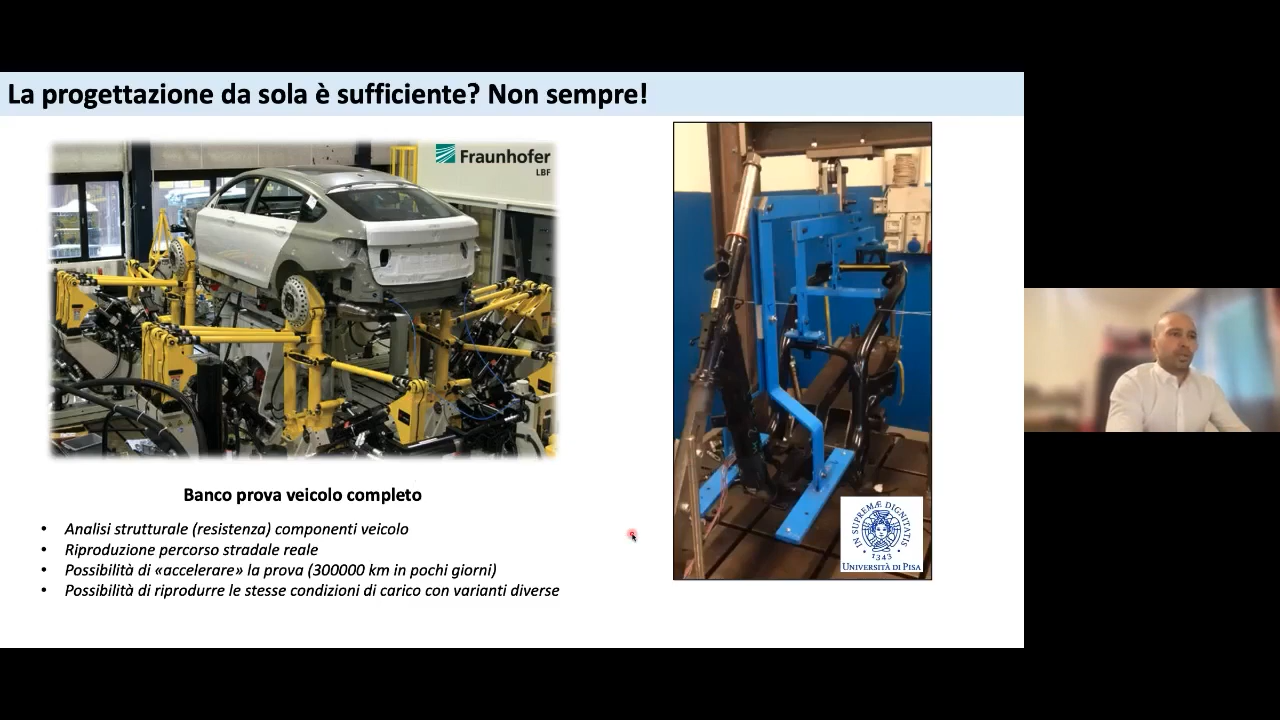 La progettazione da sola è sufficiente? Non sempre!
Fraunhofer
LBF
Banco prova veicolo completo
• Analisi strutturale (resistenza) componenti veicolo
• Riproduzione percorso stradale reale
• Possibilità di «accelerare» la prova (300000 km in pochi giorni)
• Possibilità di riprodurre le stesse condizioni di carico con varianti diverse
IN SUPREMÆ DIGNITATIS
· 1343 ·
UNIVERSITÀ DI PISA